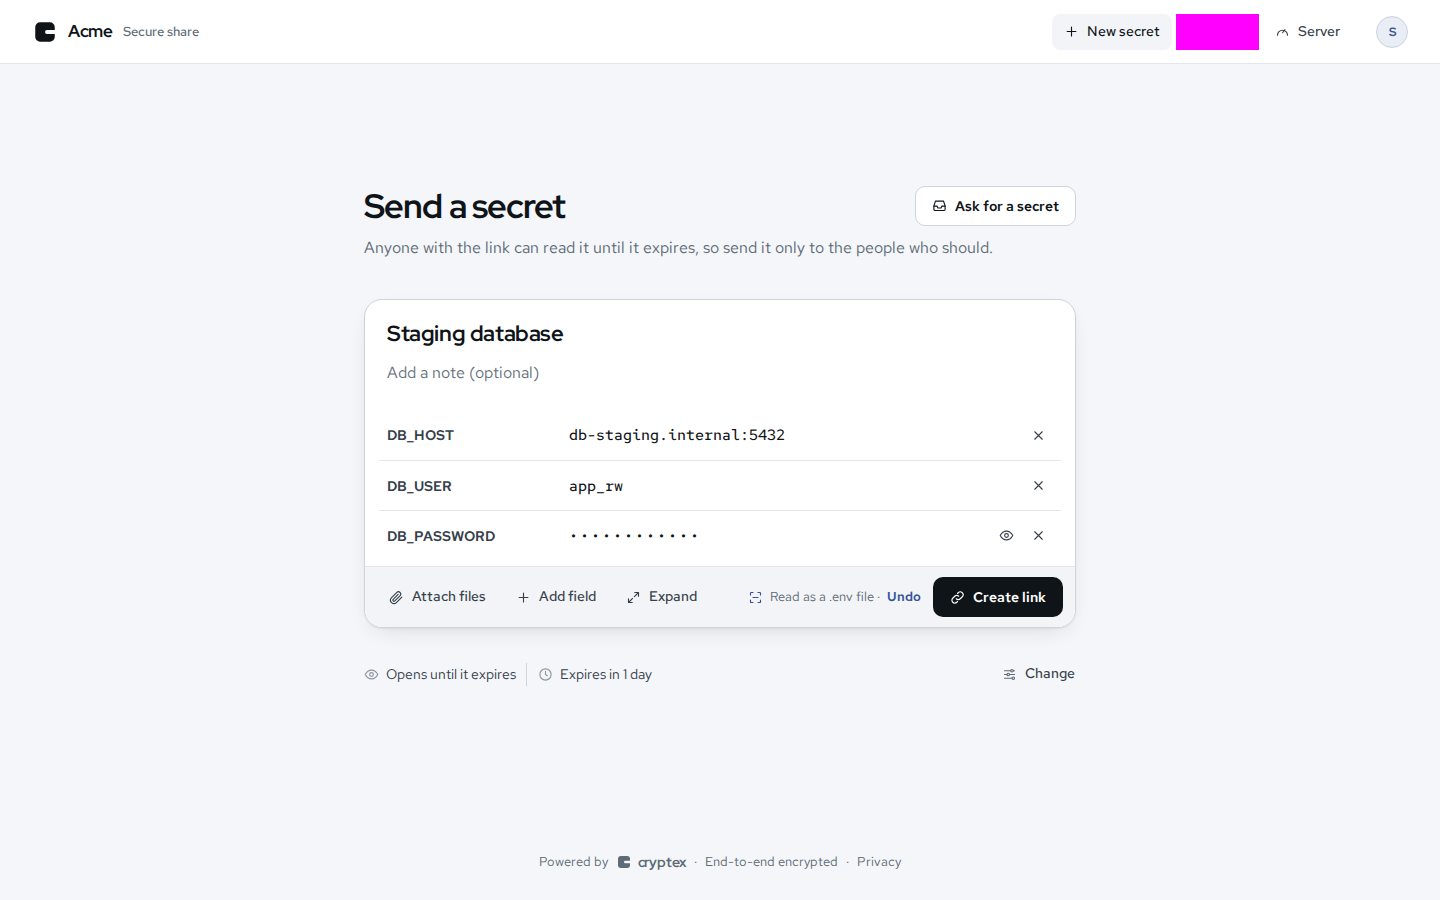 Acme Secure share
New secret
Server
S
Send a secret
Ask for a secret
Anyone with the link can read it until it expires, so send it only to the people who should.
Staging database
Add a note (optional)
DB_HOST db-staging.internal:5432
DB_USER app_rw
DB_PASSWORD ••••••••••••
Attach files
Add field
Expand
Read as a .env file · Undo
Create link
Opens until it expires
Expires in 1 day
Change
Powered by cryptex · End-to-end encrypted · Privacy